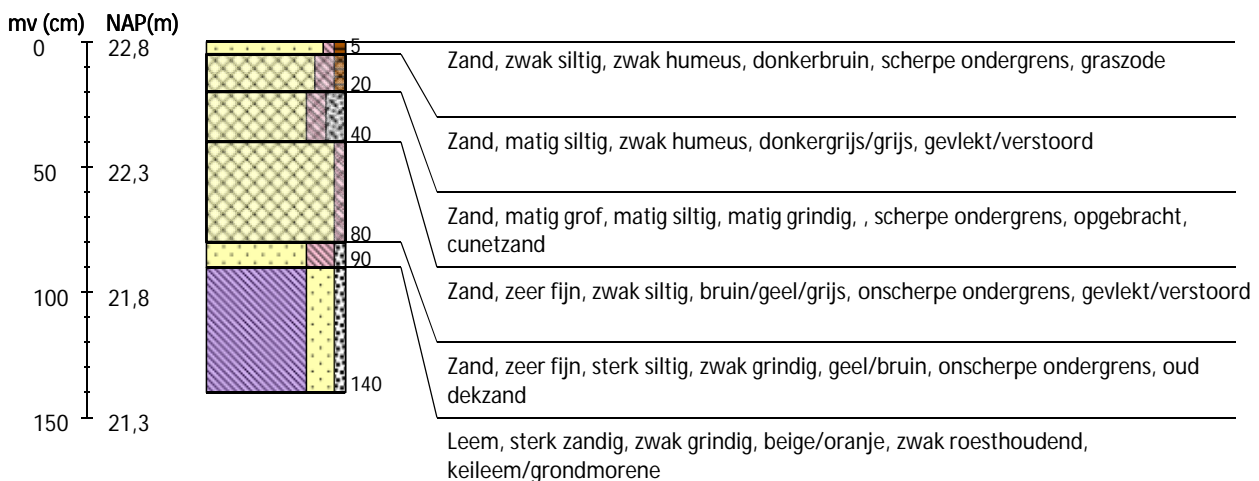 mv (cm) NAP(m)
0 22,8
5
Zand, zwak siltig, zwak humeus, donkerbruin, scherpe ondergrens, graszode
20
40
Zand, matig siltig, zwak humeus, donkergrijs/grijs, gevlekt/verstoord
50 22,3
Zand, matig grof, matig siltig, matig grindig, , scherpe ondergrens, opgebracht,
cunetzand
80
90
100 21,8
Zand, zeer fijn, zwak siltig, bruin/geel/grijs, onscherpe ondergrens, gevlekt/verstoord
Zand, zeer fijn, sterk siltig, zwak grindig, geel/bruin, onscherpe ondergrens, oud
dekzand
140
150 21,3
Leem, sterk zandig, zwak grindig, beige/oranje, zwak roesthoudend,
keileem/grondmorene